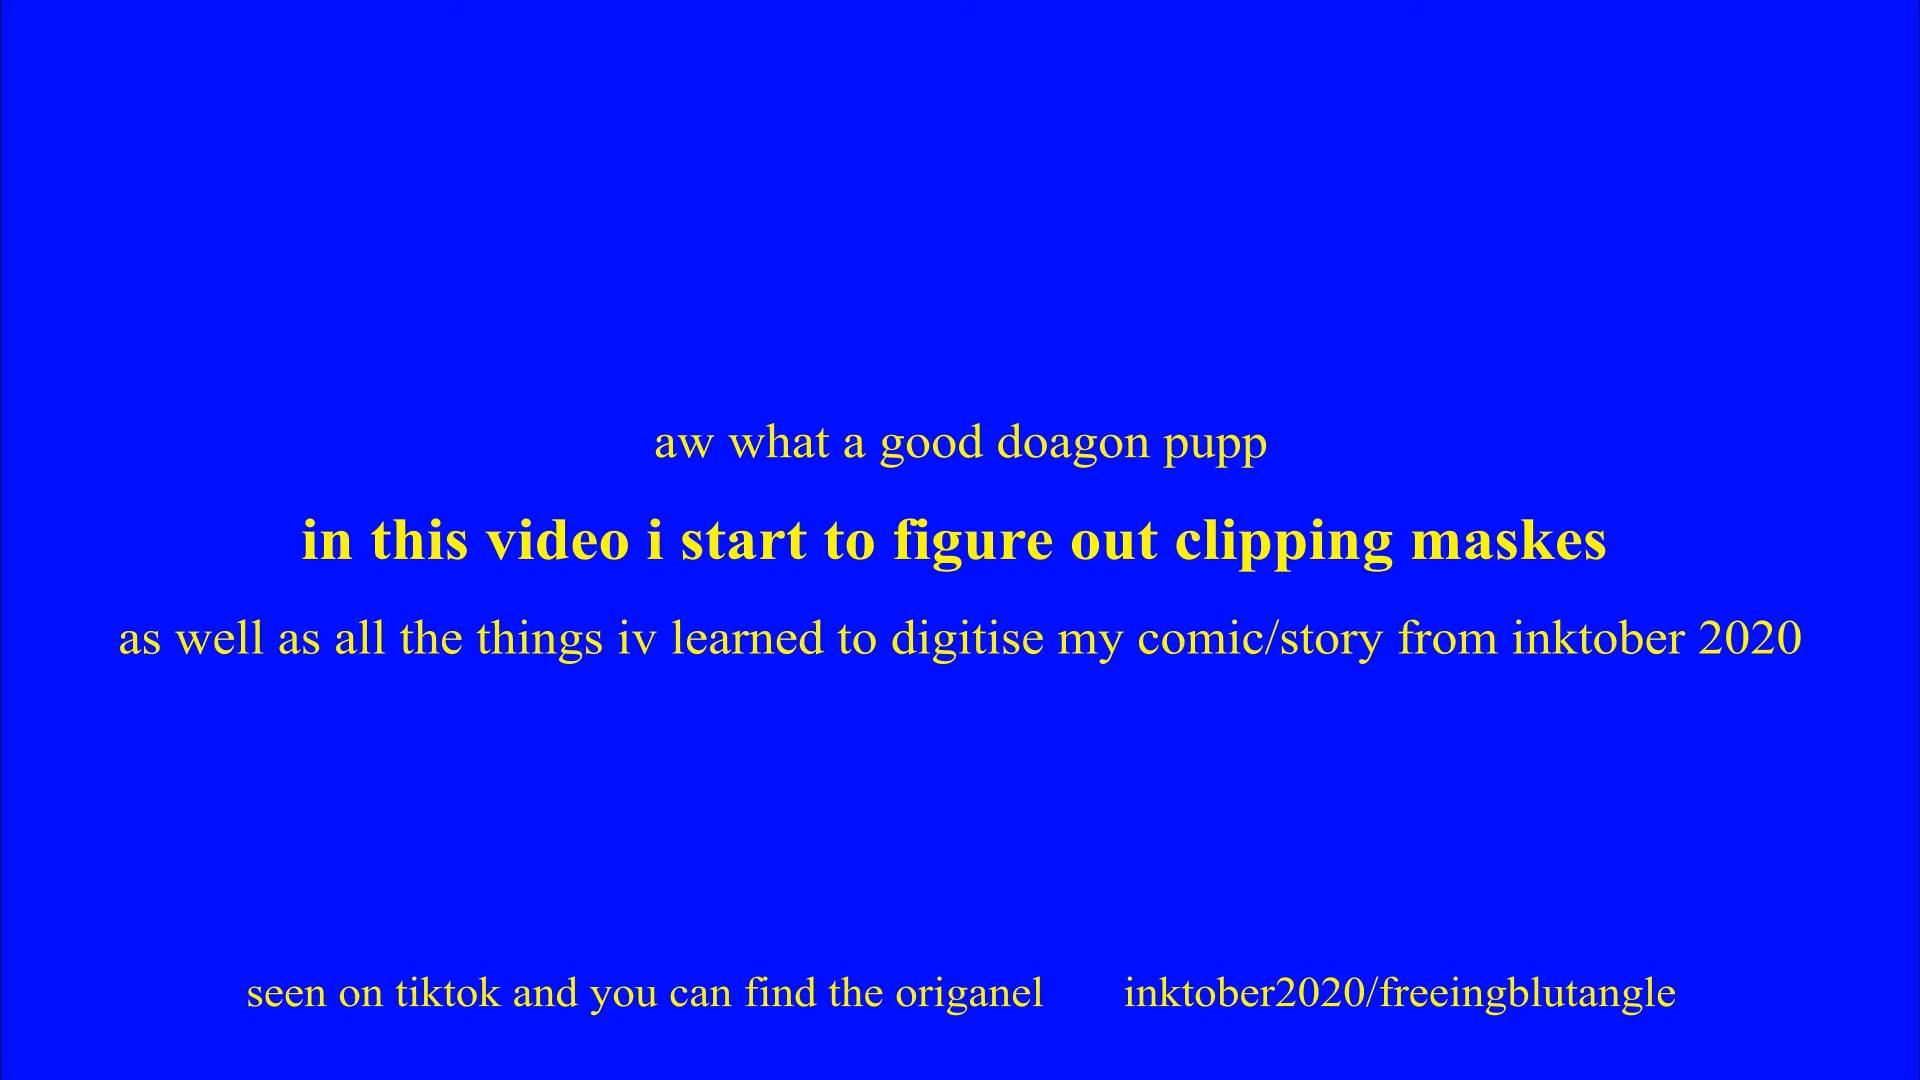 aw what a good doagon pupp
in this video i start to figure out clipping maskes
as well as all the things iv learned to digitise my comic/story from inktober 2020
seen on tiktok and you can find the origanel inktober2020/freeingblutangle